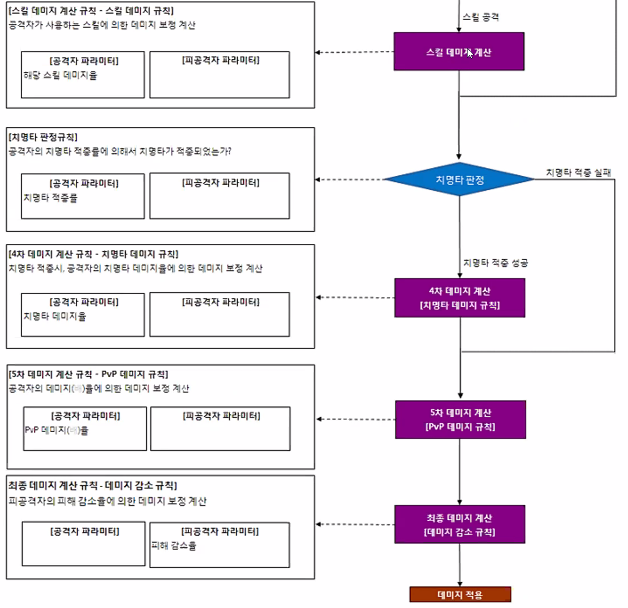 [스킬 데미지 계산 규칙 - 스킬 데미지 규칙]
공격자가 사용하는 스킬에 의한 데미지 보정 계산
[공격자 파라미터]
해당 스킬 데미지율
[피공격자 파라미터]
스킬 공격
스킬 데미지 계산
[치명타 판정규칙]
공격자의 치명타 적중률에 의해서 치명타가 적중되었는가?
[공격자 파라미터]
치명타 적중률
[피공격자 파라미터]
치명타 판정
치명타 적중 실패
치명타 적중 성공
[4차 데미지 계산 규칙 - 치명타 데미지 규칙]
치명타 적중시, 공격자의 치명타 데미지율에 의한 데미지 보정 계산
[공격자 파라미터]
치명타 데미지율
[피공격자 파라미터]
4차 데미지 계산
[치명타 데미지 규칙]
[5차 데미지 계산 규칙 - PvP 데미지 규칙]
공격자의 데미지( )율에 의한 데미지 보정 계산
[공격자 파라미터]
PvP 데미지( )율
[피공격자 파라미터]
5차 데미지 계산
[PvP 데미지 규칙]
최종 데미지 계산 규칙 - 데미지 감소 규칙]
피공격자의 피해 감소율에 의한 데미지 보정 계산
[공격자 파라미터]
[피공격자 파라미터]
피해 감소율
최종 데미지 계산
[데미지 감소 규칙]
데미지 적용